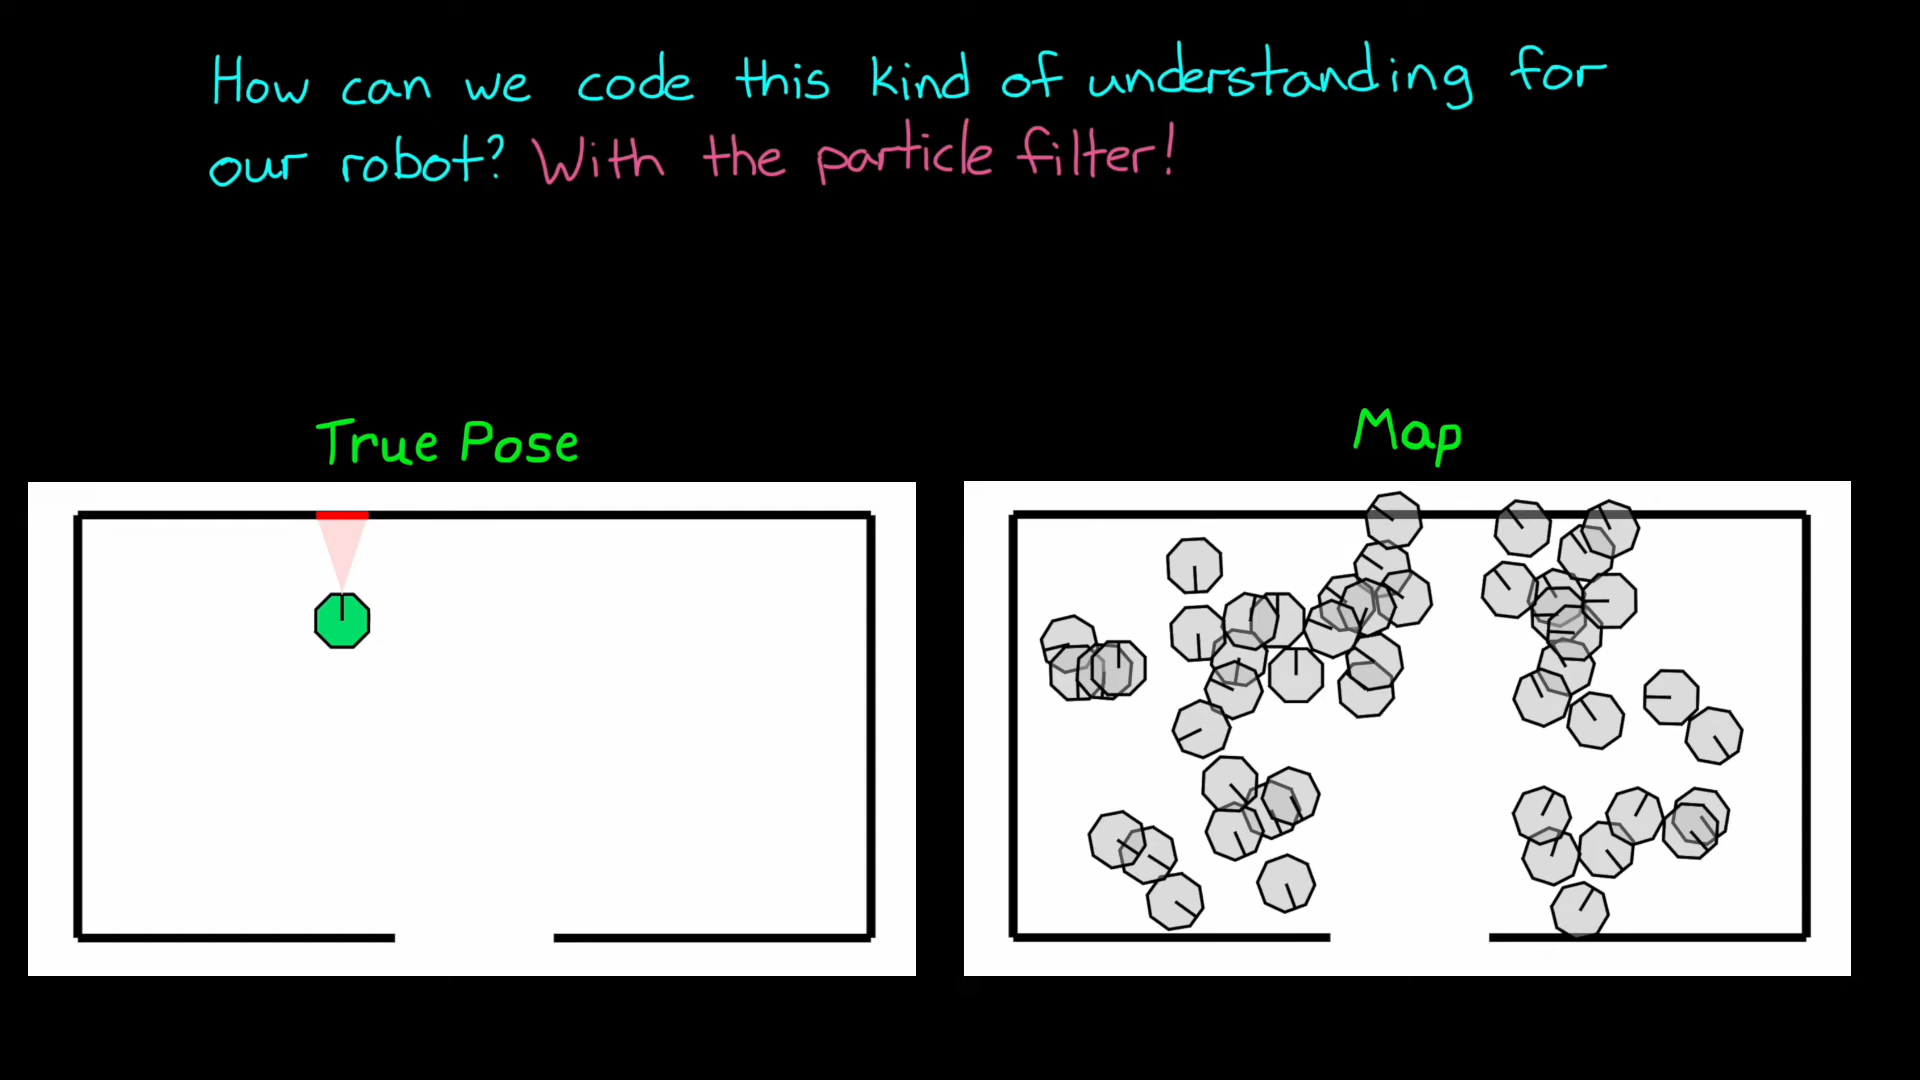 How can we code this kind of understanding for
our robot? With the particle filter!
True Pose
Map